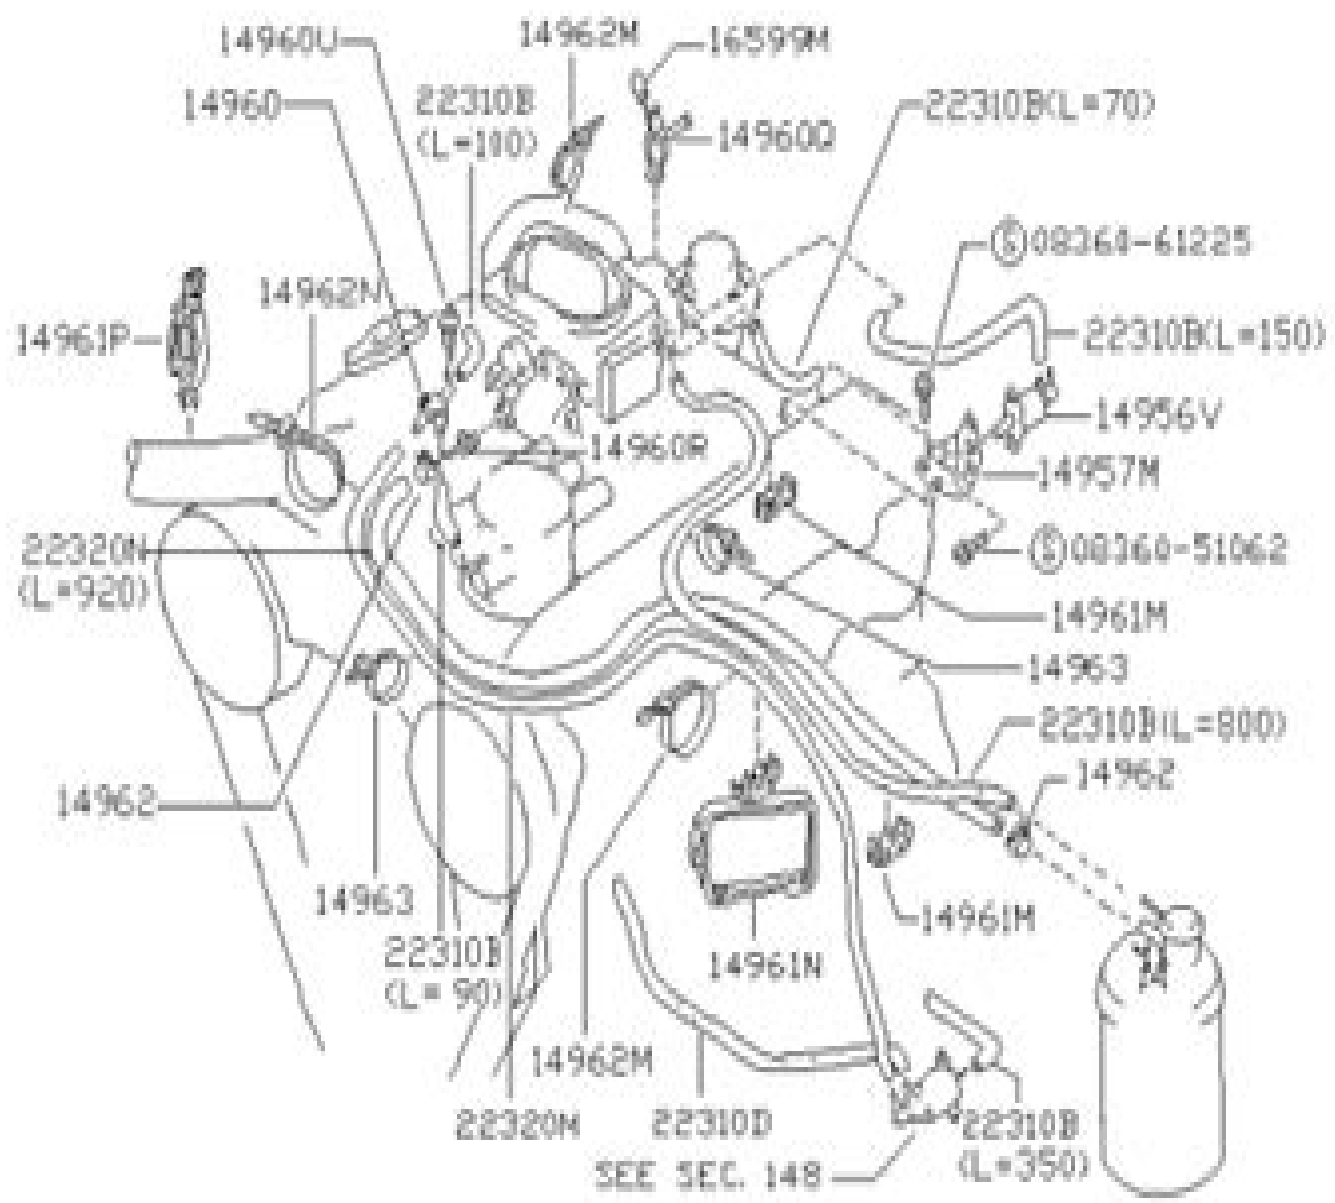 14960U
14962M
16599M
14960
22310B
(L=100)
22310B(L=70)
14960Q
S 08360-61225
14962N
14961P
22310B(L=150)
14956V
14960R
14957M
22320N
(L=920)
S 08360-51062
14961M
14963
22310B(L=800)
14962
14962
14963
14961M
22310B
(L=90)
14961N
14962M
22320M
22310D
22310B
(L=350)
SEE SEC. 148